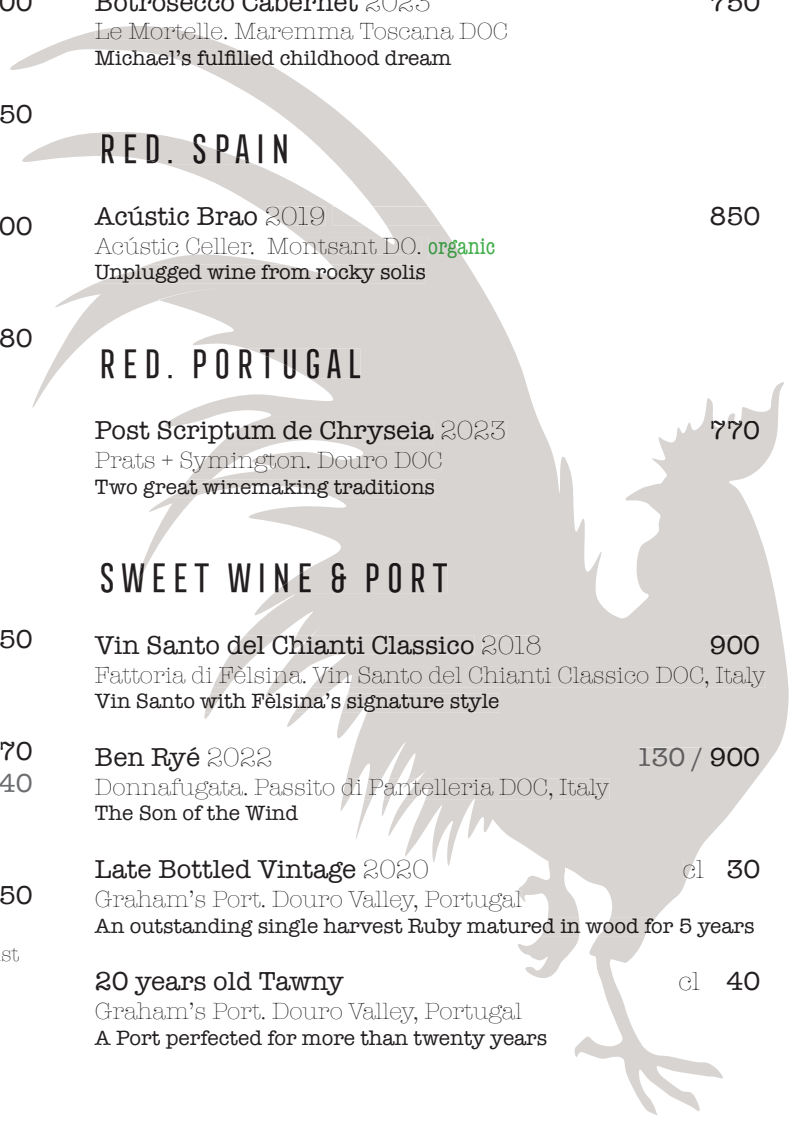 00
50
00
80
50
70
40
50
st
Botrosecco Cabernet 2023 750
Le Mortelle. Maremma Toscana DOC
Michael's fulfilled childhood dream
RED. SPAIN
Acústic Brao 2019 850
Acústic Celler. Montsant DO. organic
Unplugged wine from rocky solis
RED. PORTUGAL
Post Scriptum de Chryseia 2023 770
Prats + Symington. Douro DOC
Two great winemaking traditions
SWEET WINE & PORT
Vin Santo del Chianti Classico 2018 900
Fattoria di Fèlsina. Vin Santo del Chianti Classico DOC, Italy
Vin Santo with Fèlsina's signature style
Ben Ryé 2022 130 / 900
Donnafugata. Passito di Pantelleria DOC, Italy
The Son of the Wind
Late Bottled Vintage 2020 cl 30
Graham's Port. Douro Valley, Portugal
An outstanding single harvest Ruby matured in wood for 5 years
20 years old Tawny cl 40
Graham's Port. Douro Valley, Portugal
A Port perfected for more than twenty years